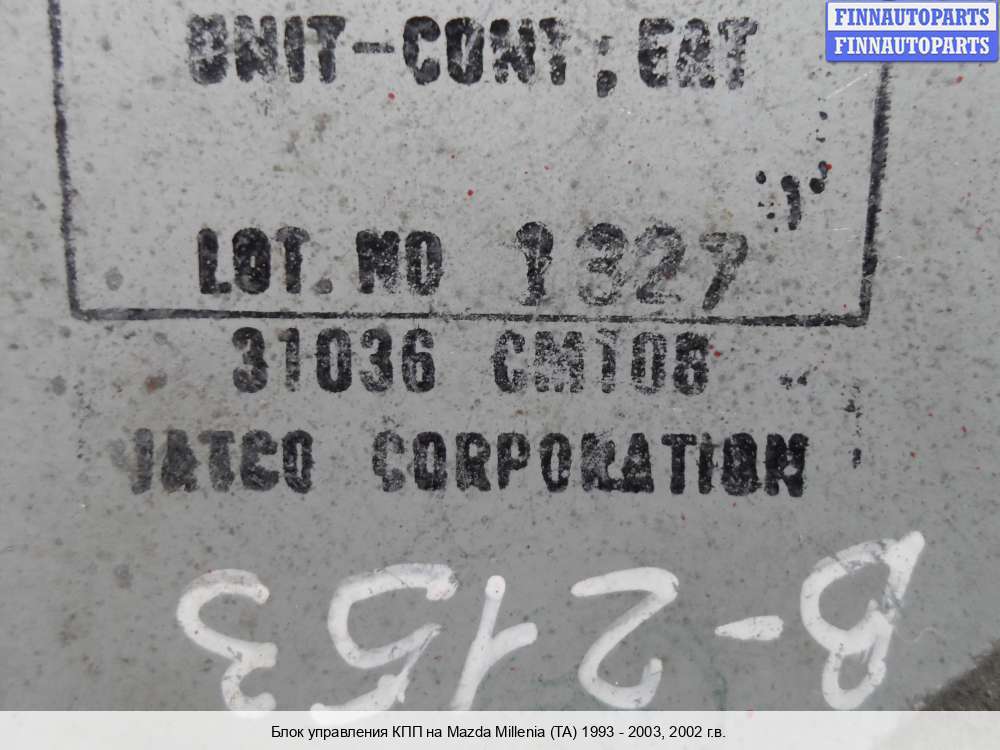 FINNAUTOPARTS
FINNAUTOPARTS
UNIT-CONT;EAT
LOT.NO 1327
31036 CM108
JATCO CORPORATION
B-2153
Блок управления КПП на Mazda Millenia (TA) 1993 - 2003, 2002 г.в.